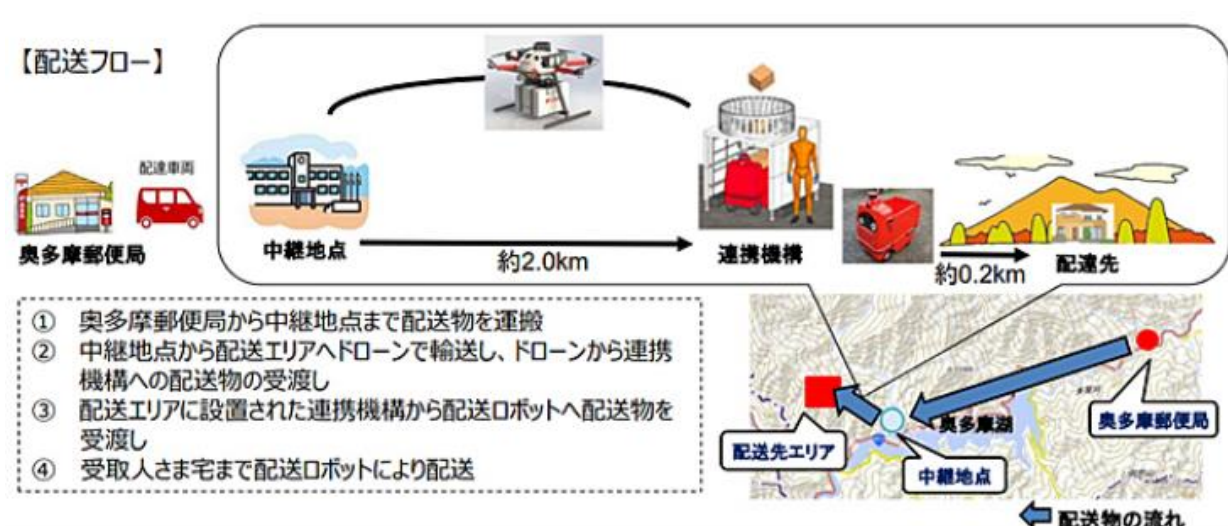 【配送フロー】
配達車両
奥多摩郵便局
中継地点
約2.0km
連携機構
約0.2km
配達先
① 奥多摩郵便局から中継地点まで配送物を運搬
② 中継地点から配送エリアへドローンで輸送し、ドローンから連携
機構への配送物の受渡し
③ 配送エリアに設置された連携機構から配送ロボットへ配送物を
受渡し
④ 受取人さま宅まで配送ロボットにより配送
奥多摩湖
奥多摩郵便局
配送先エリア
中継地点
配送物の流れ